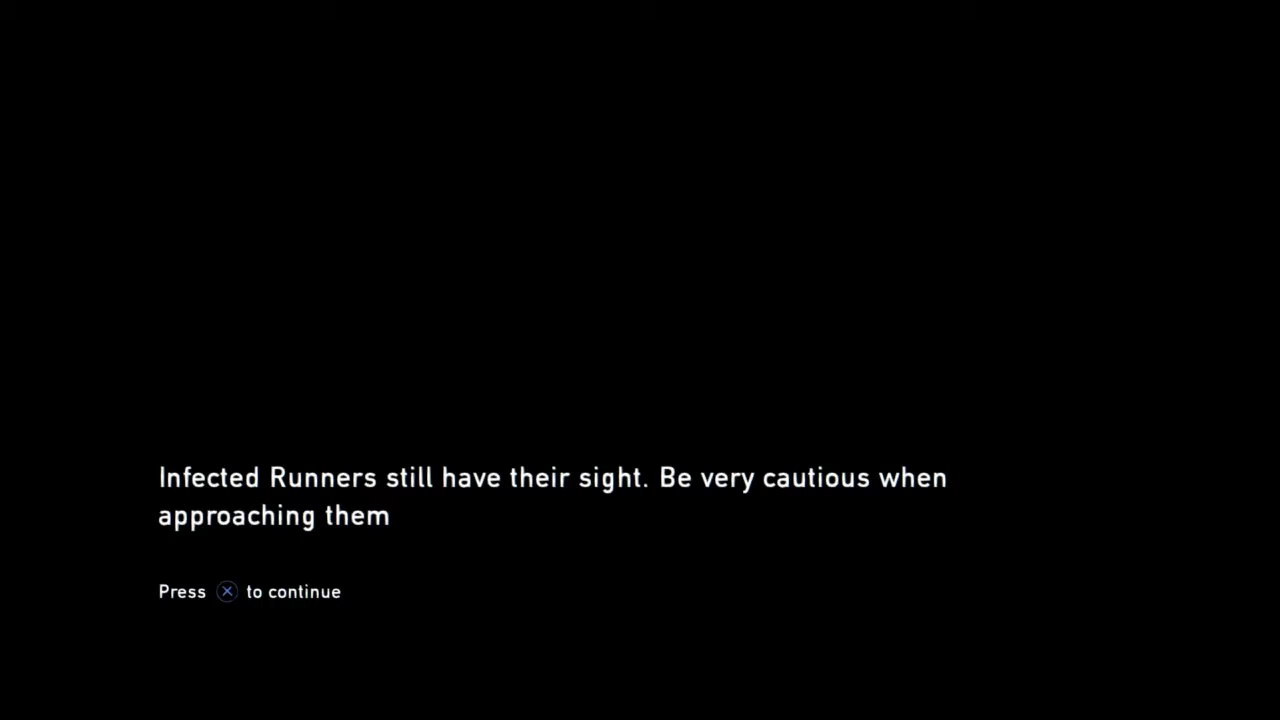 Infected Runners still have their sight. Be very cautious when
approaching them
Press ⓧ to continue